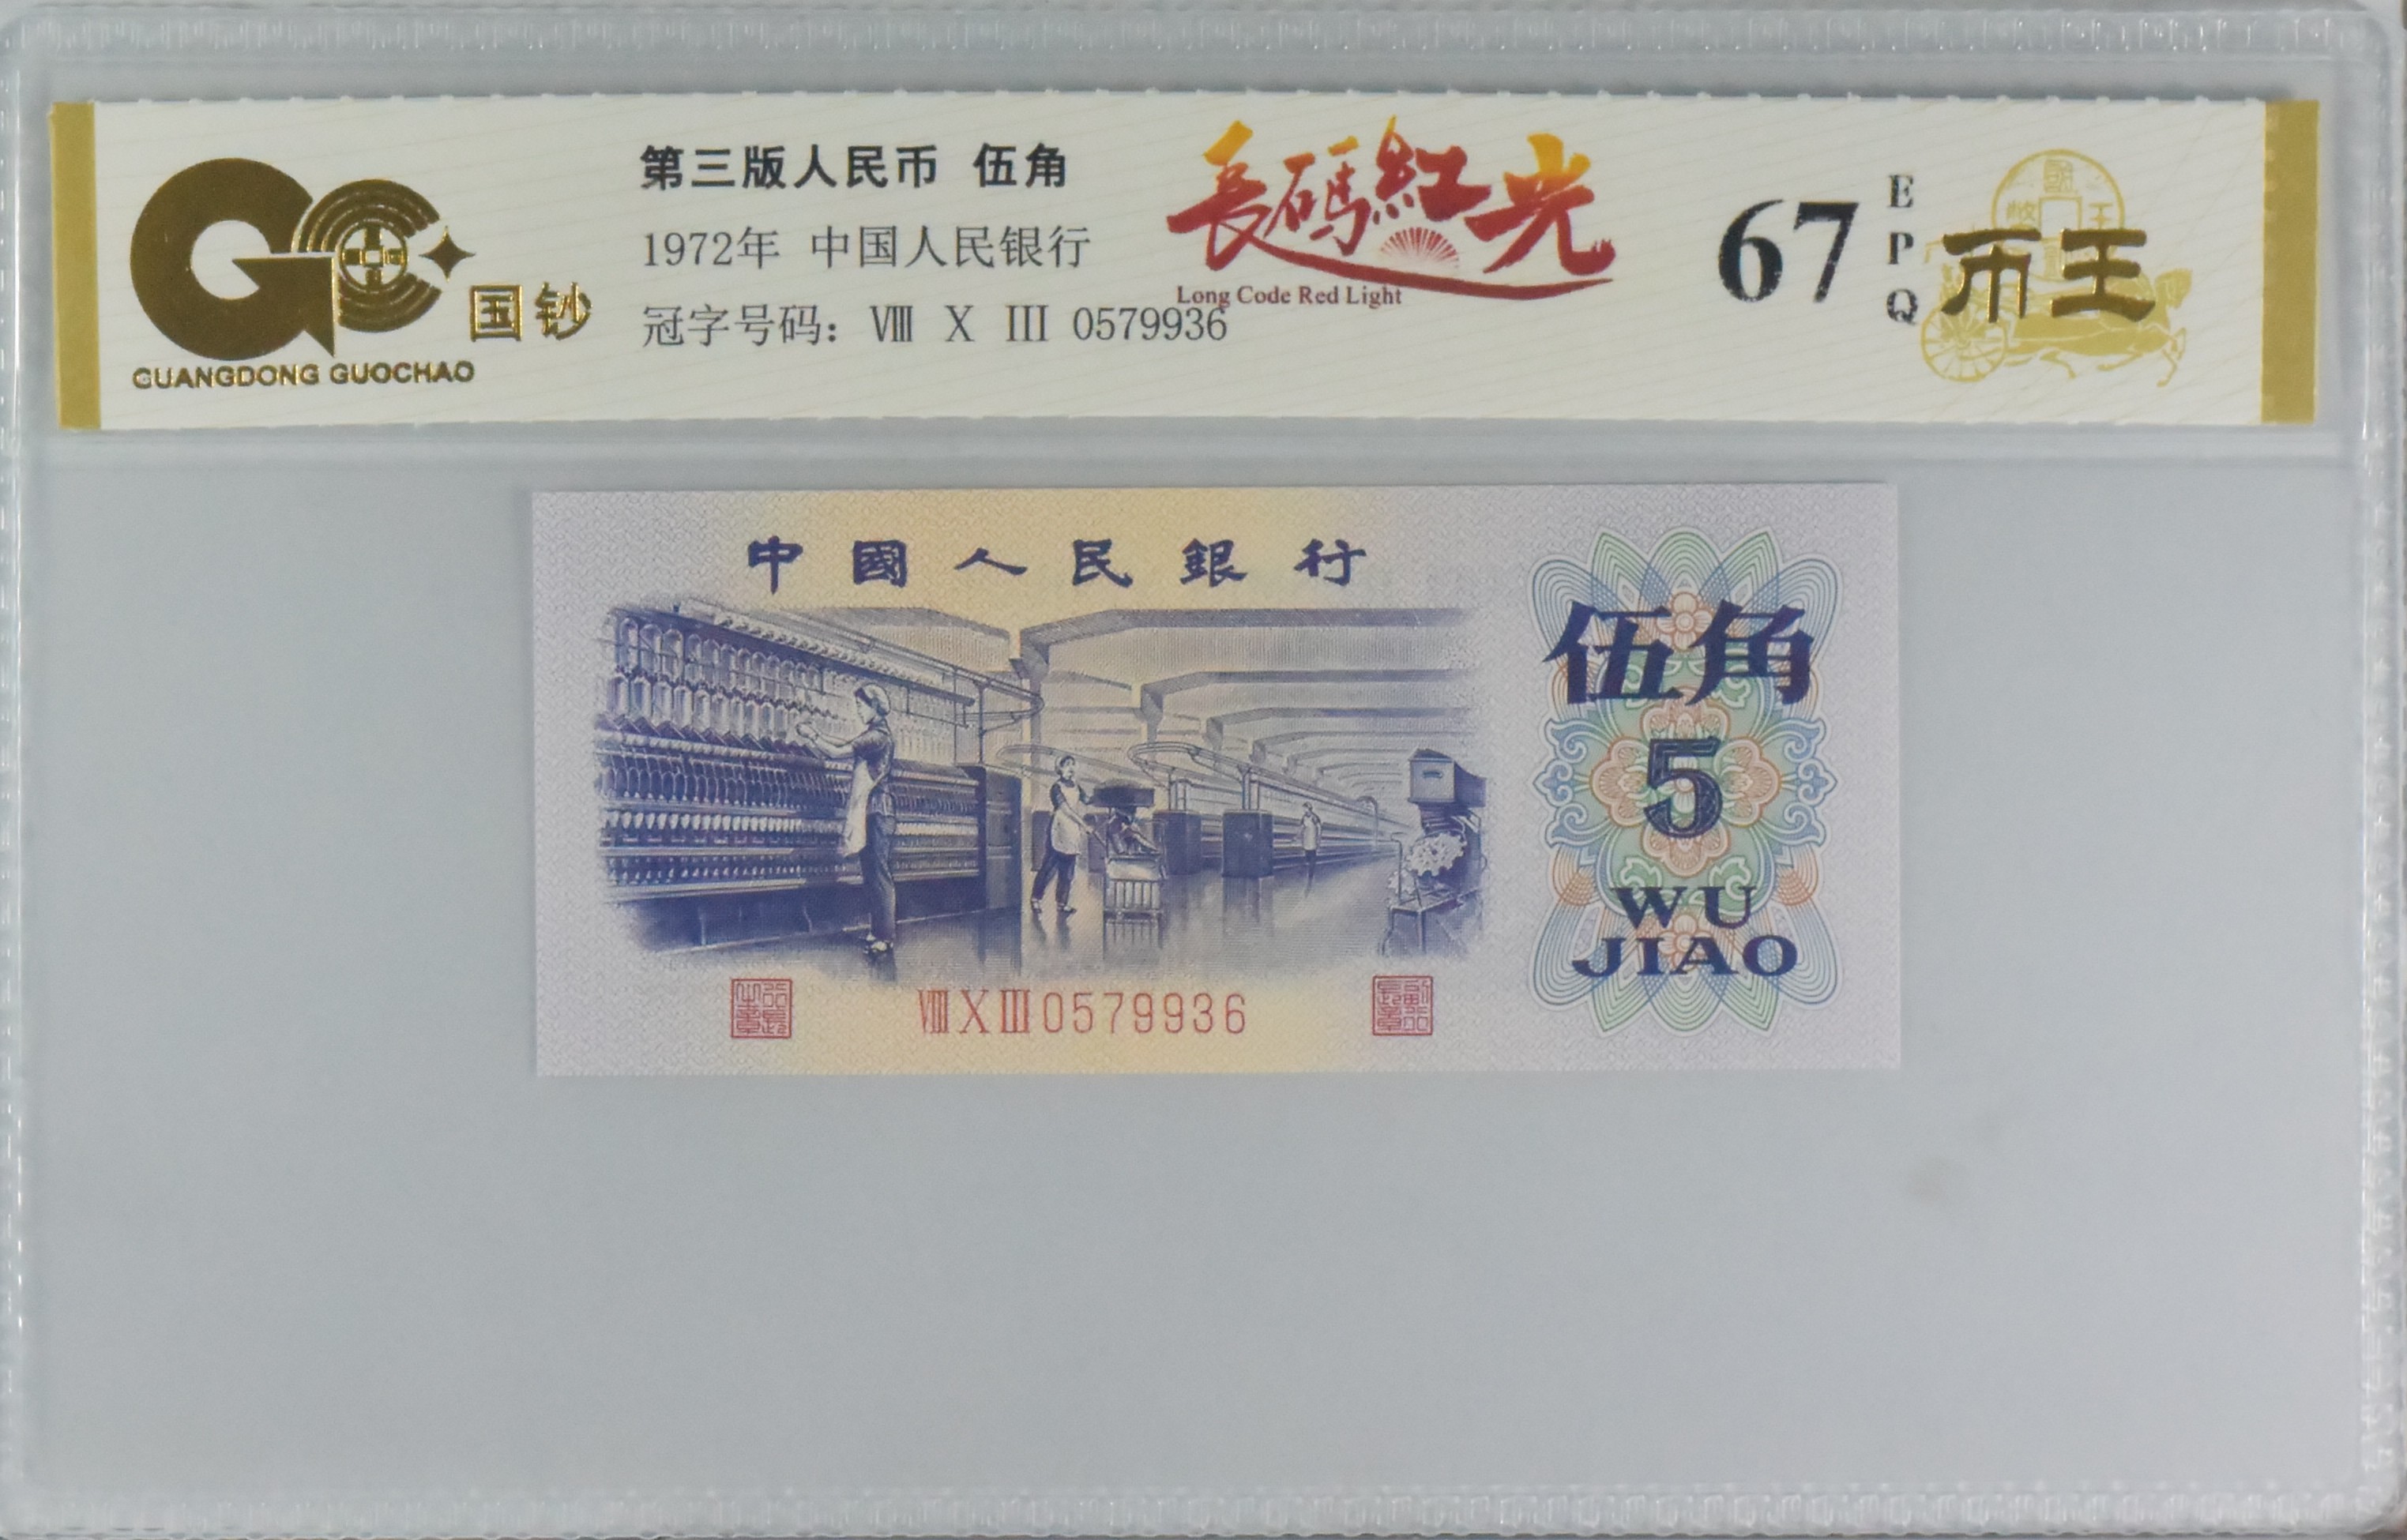 国钞
GUANGDONG GUOCHAO
第三版人民币 伍角
1972年 中国人民银行
冠字号码：Ⅷ Ⅹ Ⅲ 0579936
長碼紅光
Long Code Red Light
67
EPQ
币王
中國人民銀行
伍角
5
WU
JIAO
ⅧⅩⅢ0579936